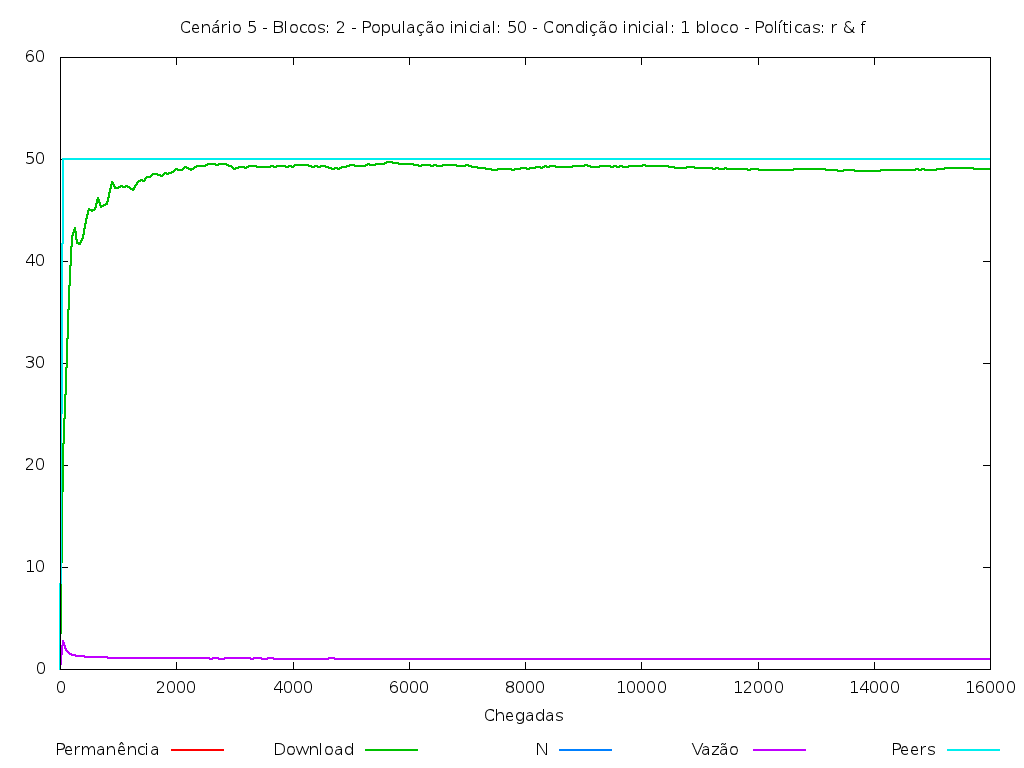 Cenário 5 - Blocos: 2 - População inicial: 50 - Condição inicial: 1 bloco - Políticas: r & f
60
50
40
30
20
10
0
0 2000 4000 6000 8000 10000 12000 14000 16000
Chegadas
Permanência Download N Vazão Peers